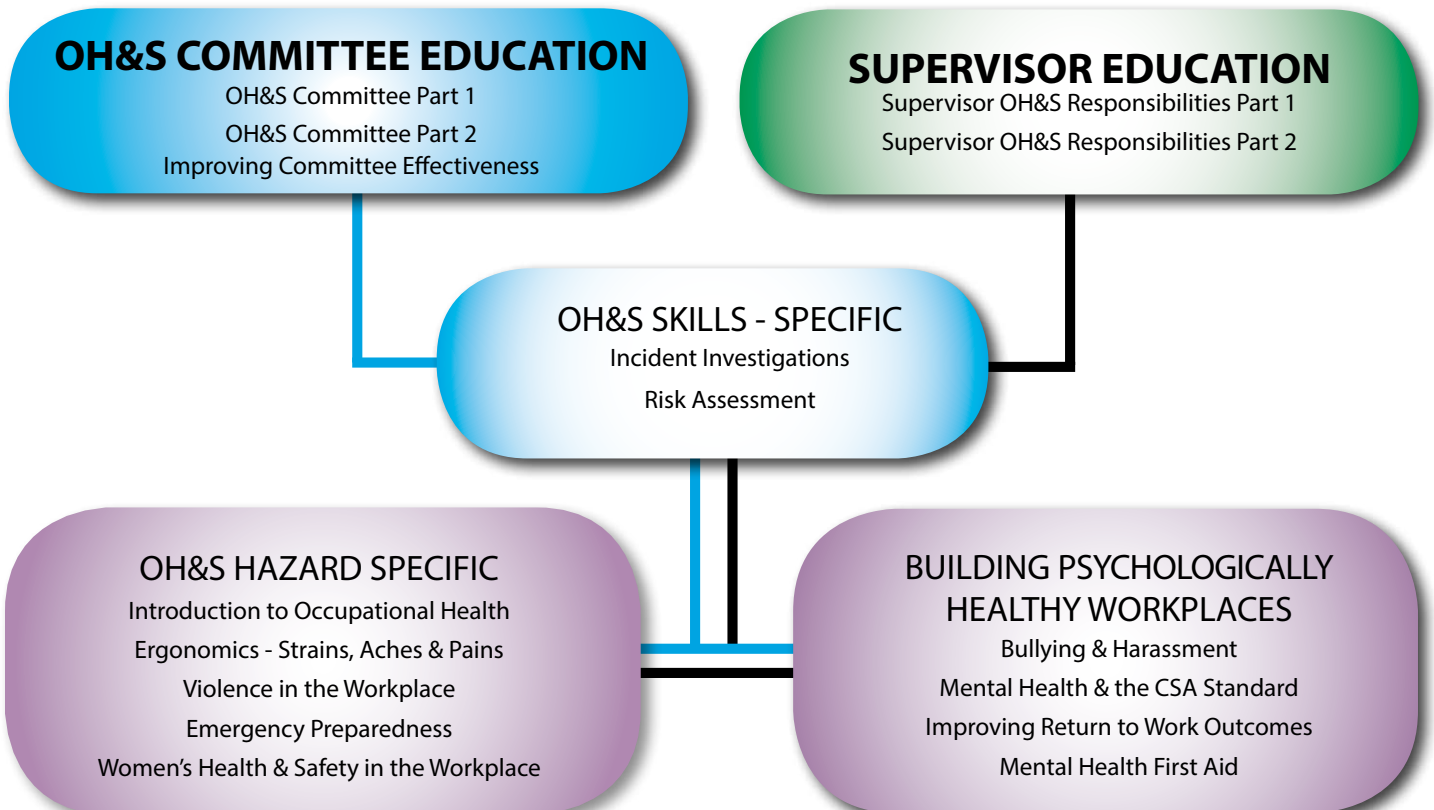 OH&S COMMITTEE EDUCATION
OH&S Committee Part 1
OH&S Committee Part 2
Improving Committee Effectiveness
SUPERVISOR EDUCATION
Supervisor OH&S Responsibilities Part 1
Supervisor OH&S Responsibilities Part 2
OH&S SKILLS - SPECIFIC
Incident Investigations
Risk Assessment
OH&S HAZARD SPECIFIC
Introduction to Occupational Health
Ergonomics - Strains, Aches & Pains
Violence in the Workplace
Emergency Preparedness
Women’s Health & Safety in the Workplace
BUILDING PSYCHOLOGICALLY
HEALTHY WORKPLACES
Bullying & Harassment
Mental Health & the CSA Standard
Improving Return to Work Outcomes
Mental Health First Aid